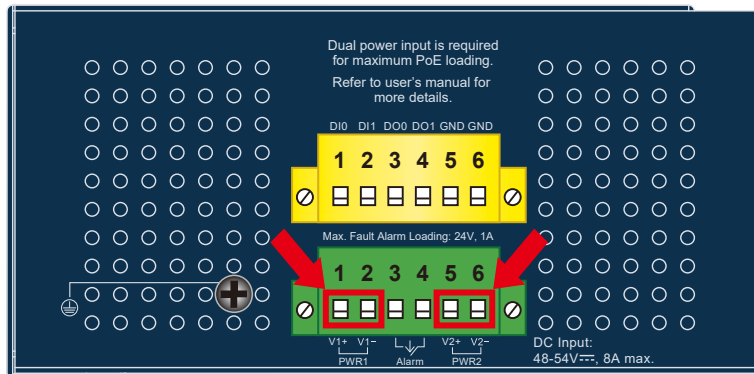 Dual power input is required
for maximum PoE loading.
Refer to user's manual for
more details.
DI0 DI1 DO0 DO1 GND GND
1 2 3 4 5 6
Max. Fault Alarm Loading: 24V, 1A
1 2 3 4 5 6
V1+ V1− V2+ V2−
PWR1 Alarm PWR2
DC Input:
48-54V⎓, 8A max.